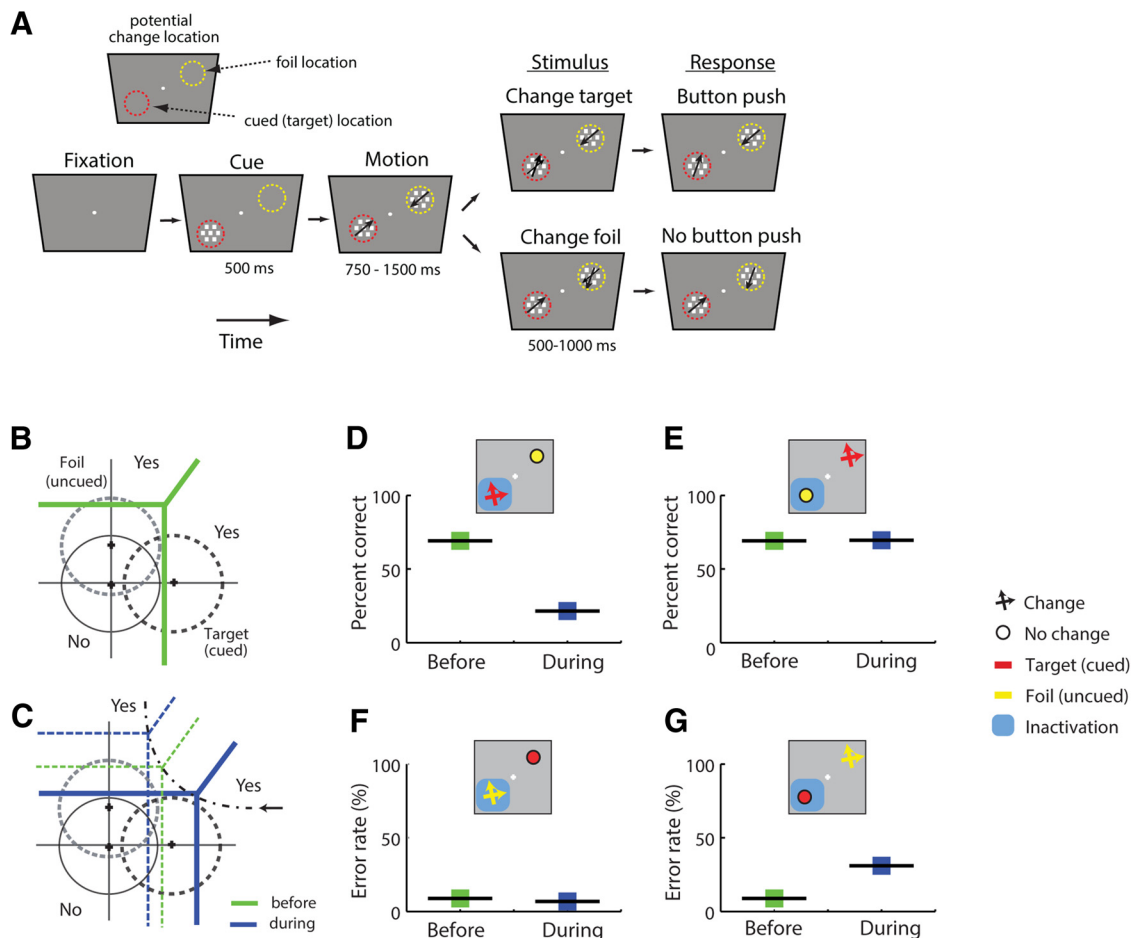 A
potential
change location
foil location
cued (target) location
Stimulus
Response
Change target
Button push
Fixation
Cue
Motion
500 ms
750 - 1500 ms
Change foil
No button push
500-1000 ms
Time
B
Foil
(uncued)
Yes
Yes
No
Target
(cued)
C
Yes
Yes
No
before
during
D
Percent correct
100
50
0
Before
During
E
Percent correct
100
50
0
Before
During
F
Error rate (%)
100
50
0
Before
During
G
Error rate (%)
100
50
0
Before
During
Change
No change
Target (cued)
Foil (uncued)
Inactivation